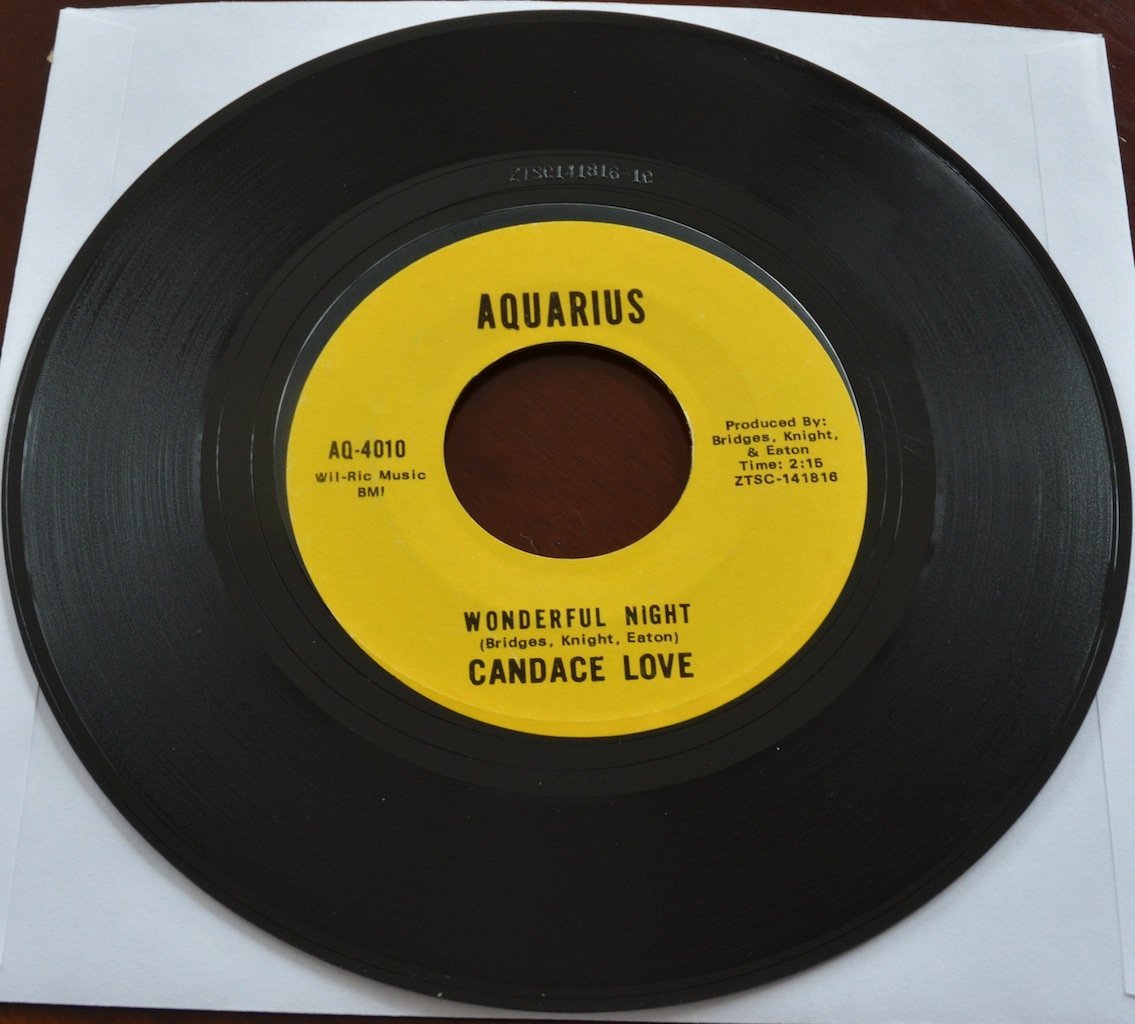 ZTSC141816-1C
AQUARIUS
AQ-4010
Wil-Ric Music
BMI
Produced By:
Bridges, Knight,
& Eaton
Time: 2:15
ZTSC-141816
WONDERFUL NIGHT
(Bridges, Knight, Eaton)
CANDACE LOVE